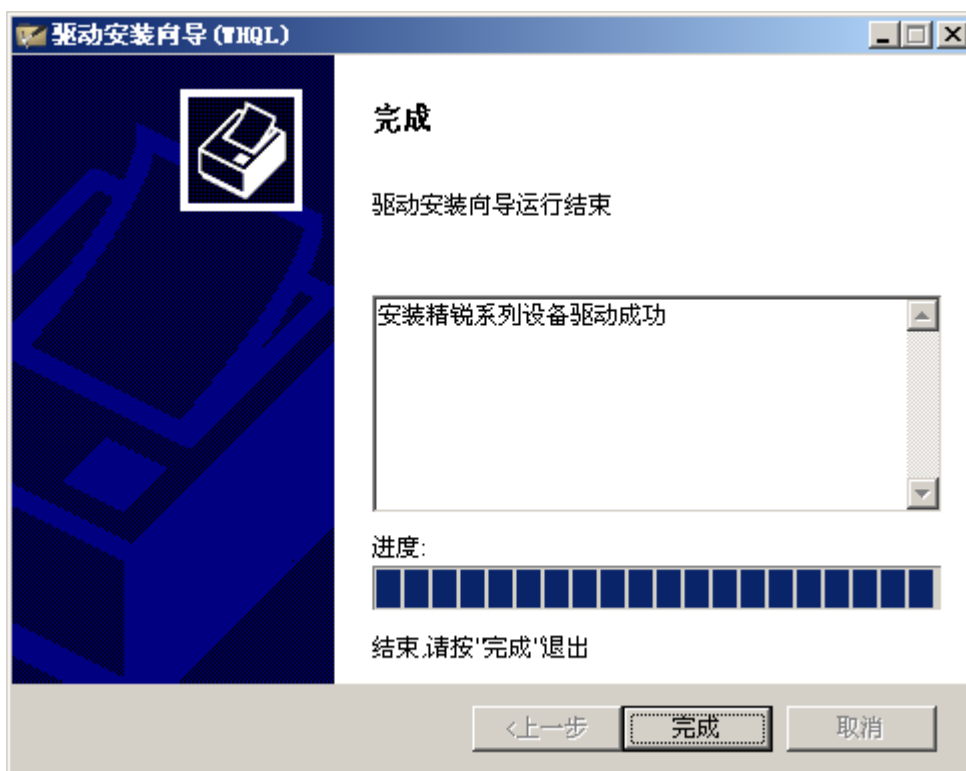 驱动安装向导(WHQL)
完成
驱动安装向导运行结束
安装精锐系列设备驱动成功
进度:
结束,请按"完成"退出
<上一步
完成
取消